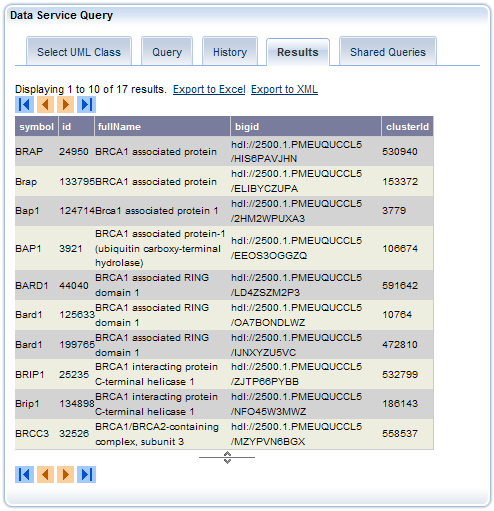 Data Service Query
Select UML Class Query History Results Shared Queries
Displaying 1 to 10 of 17 results. Export to Excel Export to XML
symbol id fullName bigid clusterId
BRAP 24950 BRCA1 associated protein hdl://2500.1.PMEUQUCCL5 530940
/HIS6PAVJHN
Brap 133795 BRCA1 associated protein hdl://2500.1.PMEUQUCCL5 153372
/ELIBYCZUPA
Bap1 124714 Brca1 associated protein 1 hdl://2500.1.PMEUQUCCL5 3779
/2HM2WPUXA3
BAP1 3921 BRCA1 associated protein-1 hdl://2500.1.PMEUQUCCL5 106674
(ubiquitin carboxy-terminal /EEOS3OGGZQ
hydrolase)
BARD1 44040 BRCA1 associated RING hdl://2500.1.PMEUQUCCL5 591642
domain 1 /LD4ZSZM2P3
Bard1 125633 BRCA1 associated RING hdl://2500.1.PMEUQUCCL5 10764
domain 1 /OA7BONDLWZ
Bard1 199765 BRCA1 associated RING hdl://2500.1.PMEUQUCCL5 472810
domain 1 /IJNXYZU5VC
BRIP1 25235 BRCA1 interacting protein hdl://2500.1.PMEUQUCCL5 532799
C-terminal helicase 1 /ZJTP66PYBB
Brip1 134898 BRCA1 interacting protein hdl://2500.1.PMEUQUCCL5 186143
C-terminal helicase 1 /NFO45W3MWZ
BRCC3 32526 BRCA1/BRCA2-containing hdl://2500.1.PMEUQUCCL5 558537
complex, subunit 3 /MZYPVN6BGX